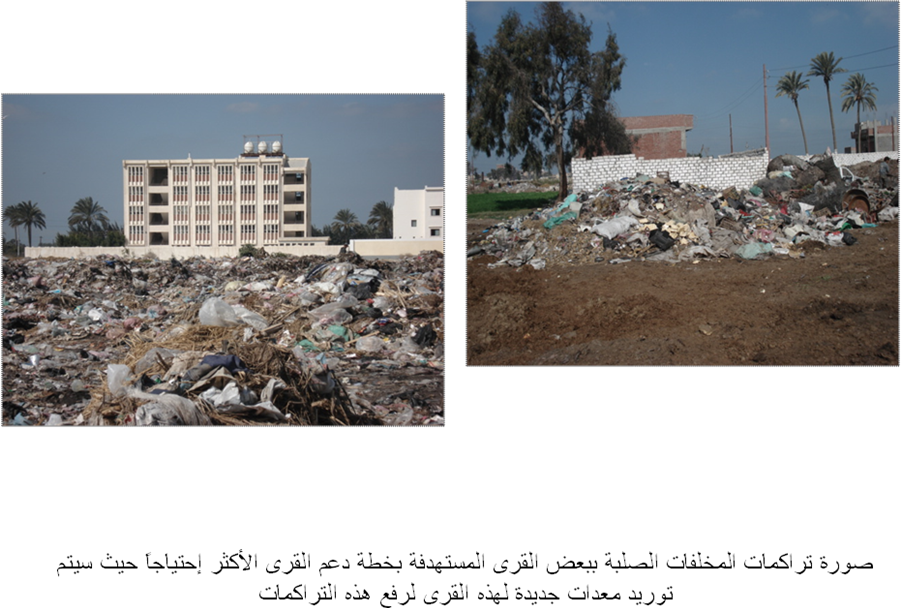 صورة تراكمات المخلفات الصلبة ببعض القرى المستهدفة بخطة دعم القرى الأكثر إحتياجاً حيث سيتم
توريد معدات جديدة لهذه القرى لرفع هذه التراكمات